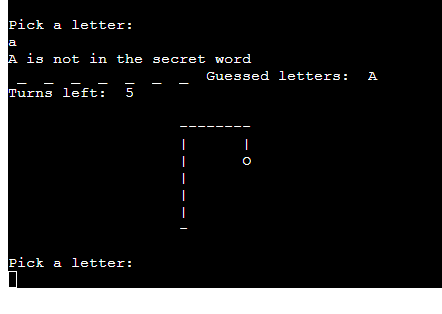 Pick a letter:
a
A is not in the secret word
_ _ _ _ _ _ _ Guessed letters: A
Turns left: 5
--------
|       |
|       O
|
|
|
_
Pick a letter: